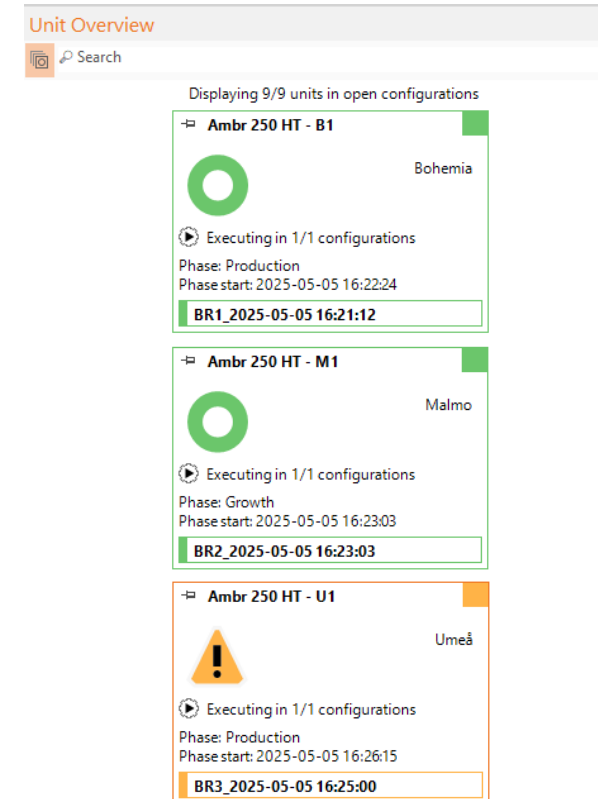 Unit Overview
Search
Displaying 9/9 units in open configurations
Ambr 250 HT - B1
Bohemia
Executing in 1/1 configurations
Phase: Production
Phase start: 2025-05-05 16:22:24
BR1_2025-05-05 16:21:12
Ambr 250 HT - M1
Malmo
Executing in 1/1 configurations
Phase: Growth
Phase start: 2025-05-05 16:23:03
BR2_2025-05-05 16:23:03
Ambr 250 HT - U1
Umeå
Executing in 1/1 configurations
Phase: Production
Phase start: 2025-05-05 16:26:15
BR3_2025-05-05 16:25:00